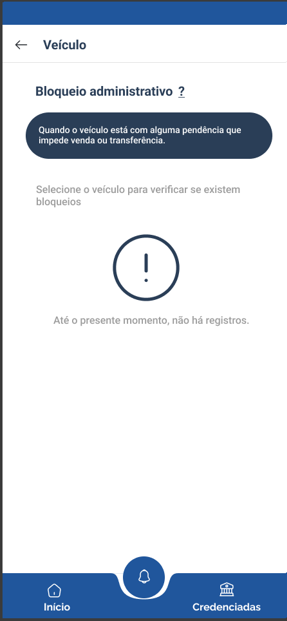 Veículo
Bloqueio administrativo ?
Quando o veículo está com alguma pendência que
impede venda ou transferência.
Selecione o veículo para verificar se existem
bloqueios
!
Até o presente momento, não há registros.
Início
Credenciadas